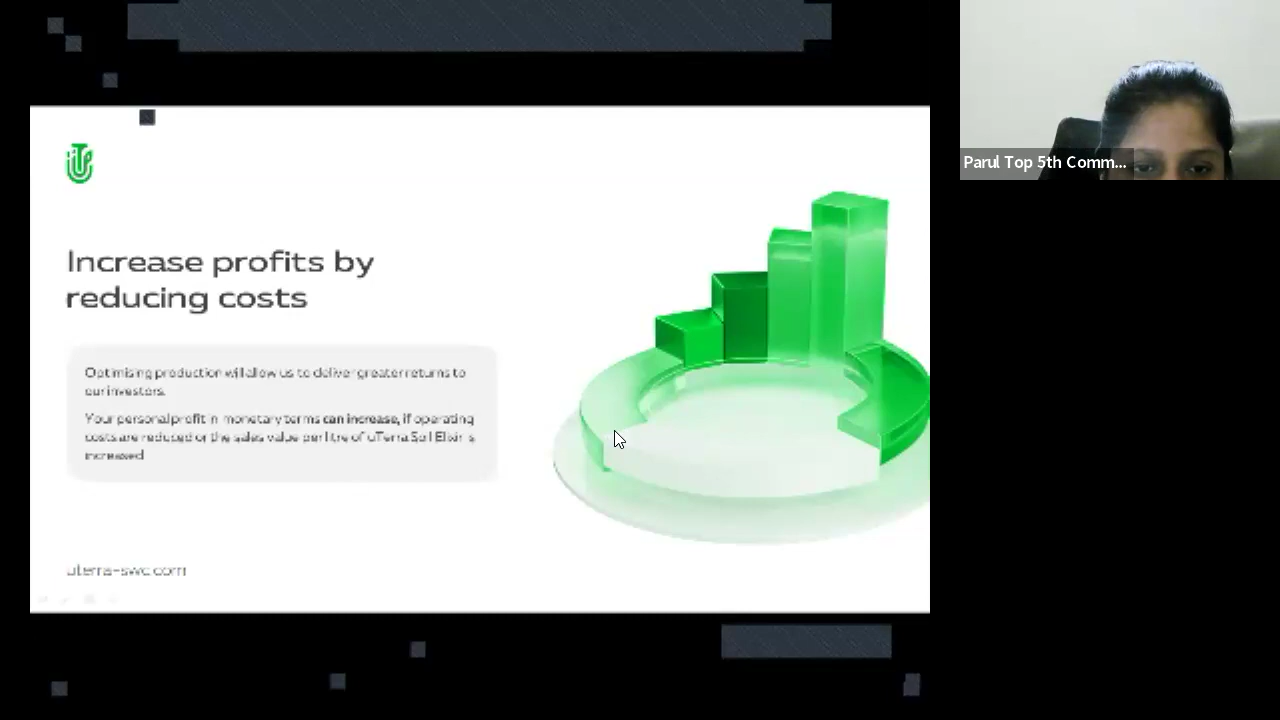 Increase profits by
reducing costs
Optimising production will allow us to deliver greater returns to
our investors.
Your personal profit in monetary terms can increase, if operating
costs are reduced or the sales value per litre of uTerra Soil Elixir is
increased
uterra-swc.com
Parul Top 5th Comm...